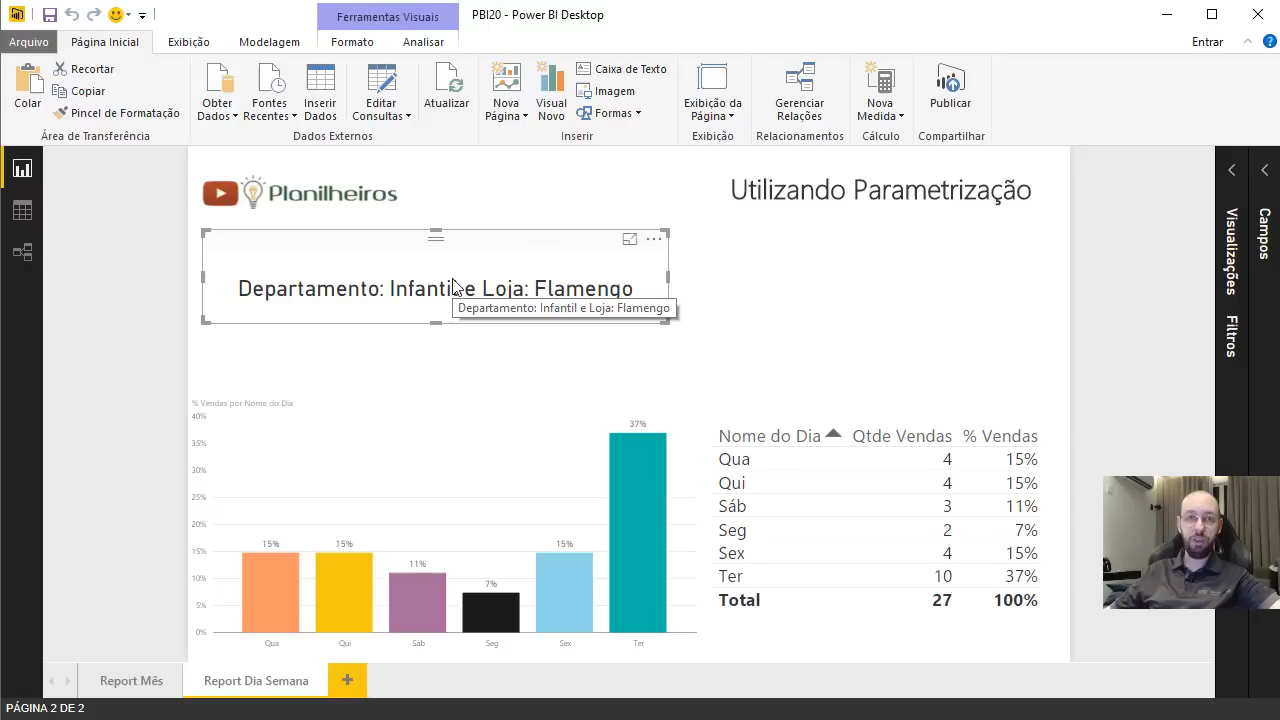 Ferramentas Visuais
PBI20 - Power BI Desktop
Arquivo
Página Inicial
Exibição
Modelagem
Formato
Analisar
Entrar
Colar
Recortar
Copiar
Pincel de Formatação
Área de Transferência
Obter Dados
Fontes Recentes
Inserir Dados
Editar Consultas
Atualizar
Dados Externos
Nova Página
Visual Novo
Caixa de Texto
Imagem
Formas
Inserir
Exibição da Página
Exibição
Gerenciar Relações
Relacionamentos
Nova Medida
Cálculo
Publicar
Compartilhar
Planilheiros
Utilizando Parametrização
Departamento: Infantil e Loja: Flamengo
Departamento: Infantil e Loja: Flamengo
% Vendas por Nome do Dia
40%
35%
30%
25%
20%
15%
10%
5%
0%
15%
15%
11%
7%
15%
37%
Qua
Qui
Sáb
Seg
Sex
Ter
Nome do Dia Qtde Vendas % Vendas
Qua 4 15%
Qui 4 15%
Sáb 3 11%
Seg 2 7%
Sex 4 15%
Ter 10 37%
Total 27 100%
Visualizações
Filtros
Campos
Report Mês
Report Dia Semana
PÁGINA 2 DE 2